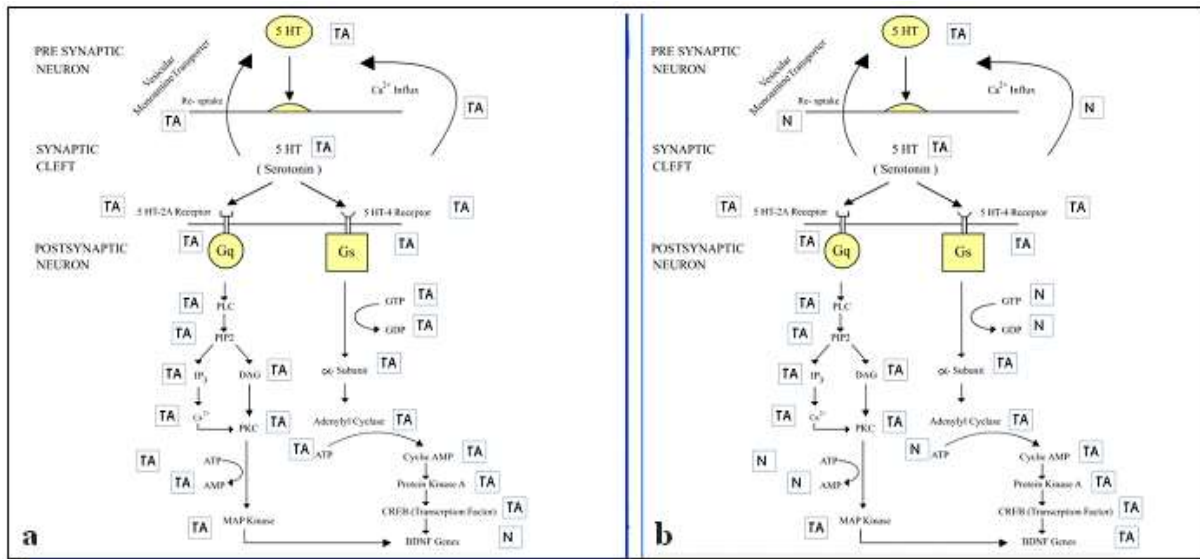 5 HT TA
PRE SYNAPTIC
NEURON
Vesicular
MonoamineTransporter
Re- uptake
TA
Ca2+ Influx
TA
SYNAPTIC
CLEFT
5 HT TA
( Serotonin )
TA
5 HT-2A Receptor
5 HT-4 Receptor
TA
TA
Gq
Gs
TA
POSTSYNAPTIC
NEURON
TA
PLC
GTP TA
TA
PIP2
GDP TA
TA IP3
DAG TA
Subunit TA
TA Ca2+
PKC TA
Adenylyl Cyclase TA
TA ATP
TA ATP
Cyclic AMP TA
TA AMP
Protein Kinase A TA
TA MAP Kinase
CREB (Transcription Factor) TA
BDNF Genes N
a
5 HT TA
PRE SYNAPTIC
NEURON
Vesicular
MonoamineTransporter
Re- uptake
N
Ca2+ Influx
N
SYNAPTIC
CLEFT
5 HT TA
( Serotonin )
TA
5 HT-2A Receptor
5 HT-4 Receptor
TA
TA
Gq
Gs
TA
POSTSYNAPTIC
NEURON
TA
PLC
GTP N
TA
PIP2
GDP N
TA IP3
DAG TA
Subunit TA
TA Ca2+
PKC TA
Adenylyl Cyclase TA
N ATP
N ATP
Cyclic AMP TA
N AMP
Protein Kinase A TA
TA MAP Kinase
CREB (Transcription Factor) TA
BDNF Genes TA
b